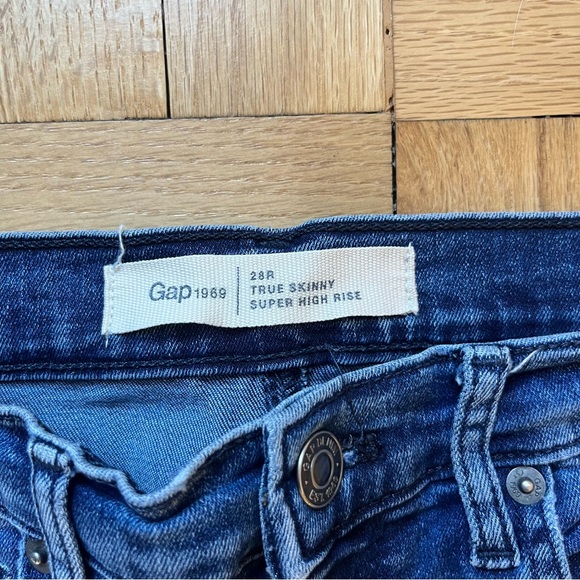 Gap 1969
28R
TRUE SKINNY
SUPER HIGH RISE